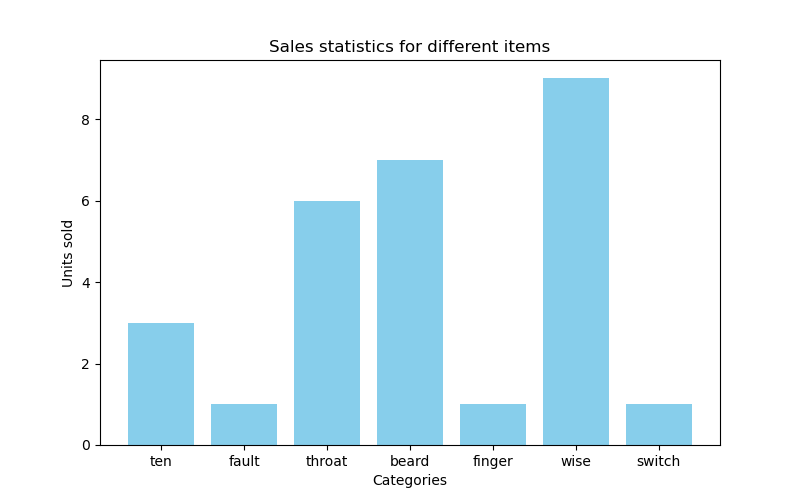 Sales statistics for different items
Units sold
8
6
4
2
0
ten fault throat beard finger wise switch
Categories